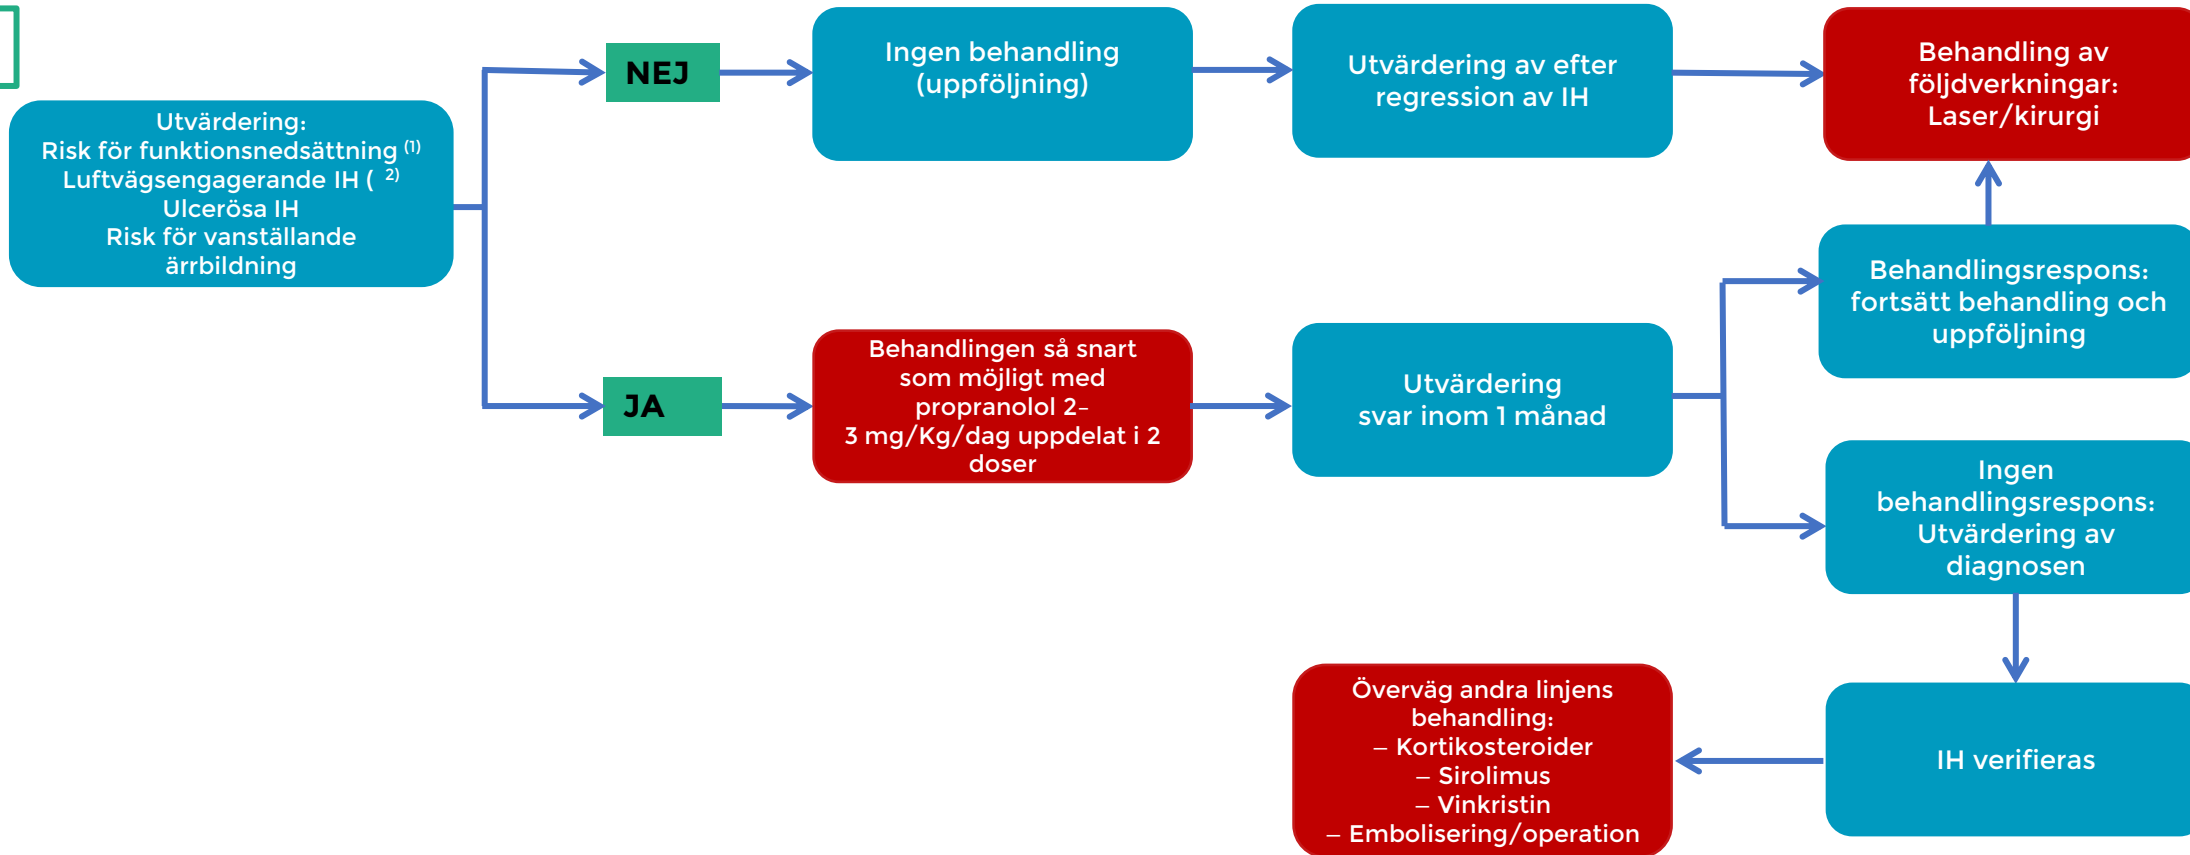 Utvärdering:
Risk för funktionsnedsättning (1)
Luftvägsengagerande IH ( 2)
Ulcerösa IH
Risk för vanställande
ärrbildning
NEJ
Ingen behandling
(uppföljning)
Utvärdering av efter
regression av IH
Behandling av
följdverkningar:
Laser/kirurgi
JA
Behandlingen så snart
som möjligt med
propranolol 2-
3 mg/Kg/dag uppdelat i 2
doser
Utvärdering
svar inom 1 månad
Behandlingsrespons:
fortsätt behandling och
uppföljning
Ingen
behandlingsrespons:
Utvärdering av
diagnosen
IH verifieras
Överväg andra linjens
behandling:
– Kortikosteroider
– Sirolimus
– Vinkristin
– Embolisering/operation